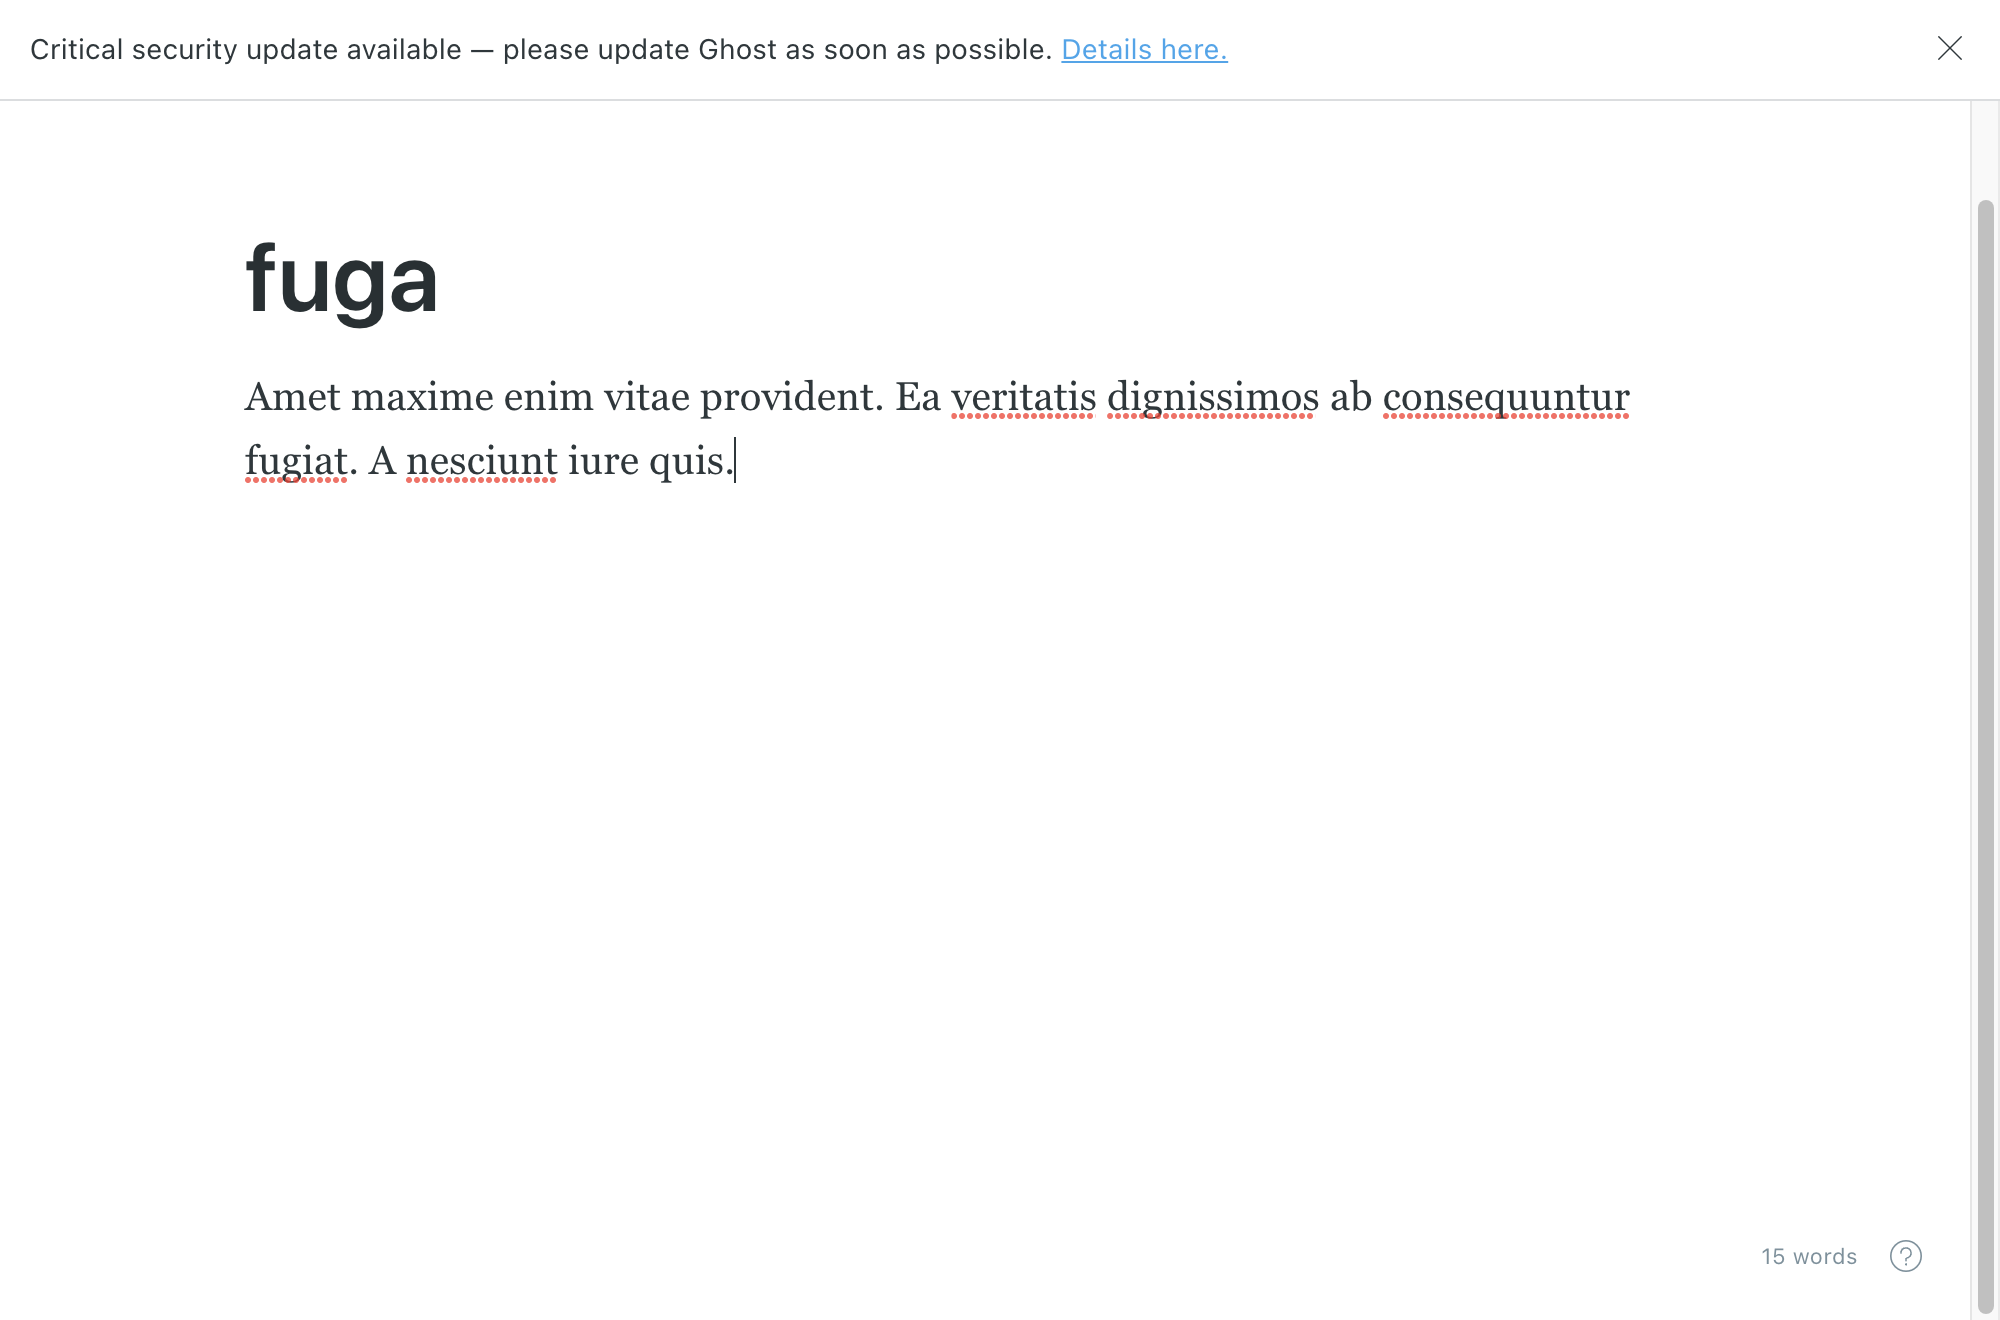 Critical security update available — please update Ghost as soon as possible. Details here.
fuga
Amet maxime enim vitae provident. Ea veritatis dignissimos ab consequuntur
fugiat. A nesciunt iure quis.
15 words
?